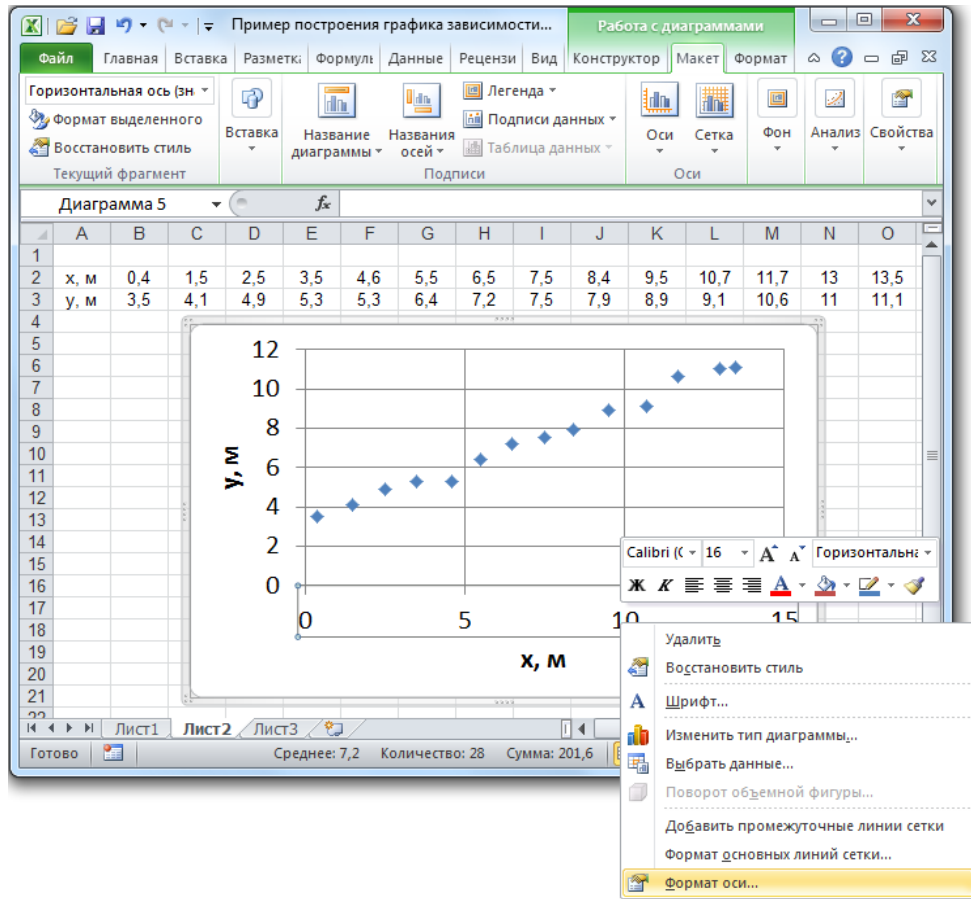 Пример построения графика зависимости...
Работа с диаграммами
Файл Главная Вставка Разметка Формулы Данные Рецензи Вид Конструктор Макет Формат
Горизонтальная ось (зн
Формат выделенного
Восстановить стиль
Текущий фрагмент
Вставка
Название диаграммы
Названия осей
Легенда
Подписи данных
Таблица данных
Подписи
Оси
Сетка
Оси
Фон
Анализ
Свойства
Диаграмма 5 fx
A B C D E F G H I J K L M N O
1
2 х, м 0,4 1,5 2,5 3,5 4,6 5,5 6,5 7,5 8,4 9,5 10,7 11,7 13 13,5
3 у, м 3,5 4,1 4,9 5,3 5,3 6,4 7,2 7,5 7,9 8,9 9,1 10,6 11 11,1
4
5
6
7
8
9
10
11
12
13
14
15
16
17
18
19
20
21
22
12
10
8
6
4
2
0
у, м
0 5 10 15
х, м
Calibri (С 16 A A Горизонтальна
Ж К A
Удалить
Восстановить стиль
Шрифт...
Изменить тип диаграммы...
Выбрать данные...
Поворот объемной фигуры...
Добавить промежуточные линии сетки
Формат основных линий сетки...
Формат оси...
Лист1 Лист2 Лист3
Готово Среднее: 7,2 Количество: 28 Сумма: 201,6